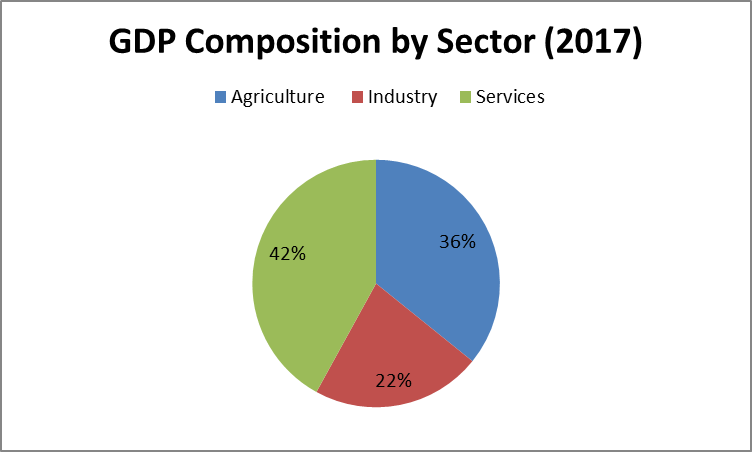 GDP Composition by Sector (2017)
Agriculture Industry Services
36%
42%
22%